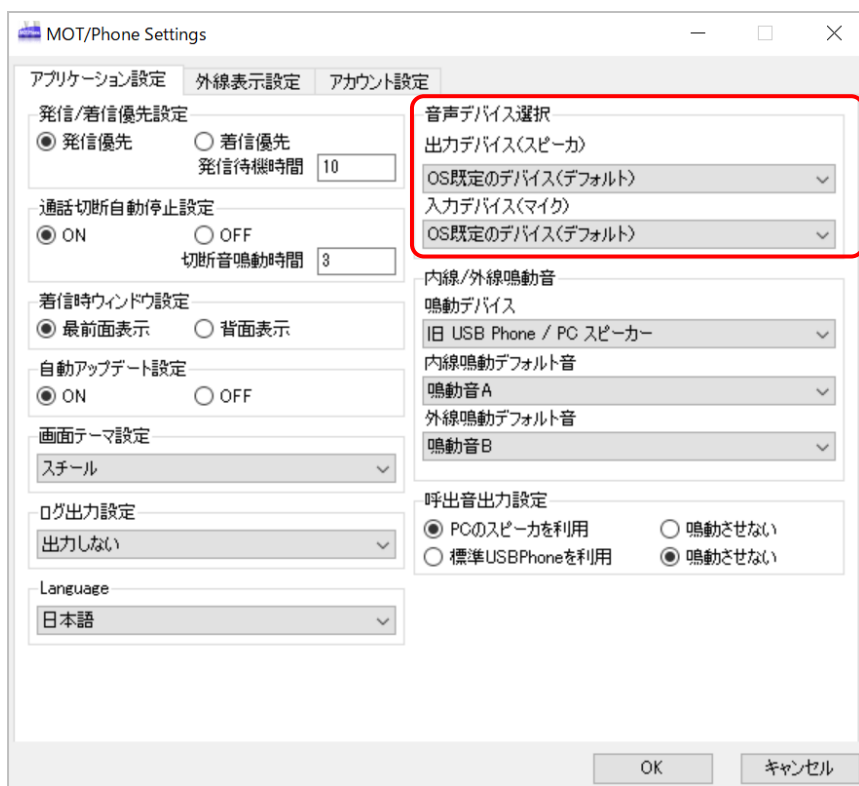 MOT/Phone Settings
アプリケーション設定 外線表示設定 アカウント設定
発信/着信優先設定
発信優先 着信優先
発信待機時間 10
通話切断自動停止設定
ON OFF
切断音鳴動時間 3
着信時ウィンドウ設定
最前面表示 背面表示
自動アップデート設定
ON OFF
画面テーマ設定
スチール
ログ出力設定
出力しない
Language
日本語
音声デバイス選択
出力デバイス(スピーカ)
OS既定のデバイス(デフォルト)
入力デバイス(マイク)
OS既定のデバイス(デフォルト)
内線/外線鳴動音
鳴動デバイス
旧 USB Phone / PC スピーカー
内線鳴動デフォルト音
鳴動音A
外線鳴動デフォルト音
鳴動音B
呼出音出力設定
PCのスピーカを利用 鳴動させない
標準USBPhoneを利用 鳴動させない
OK キャンセル